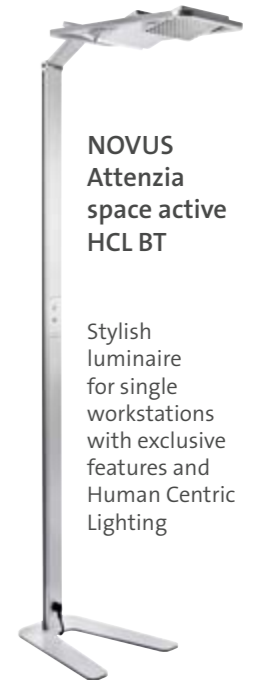 NOVUS
Attenzia
space active
HCL BT
Stylish
luminaire
for single
workstations
with exclusive
features and
Human Centric
Lighting